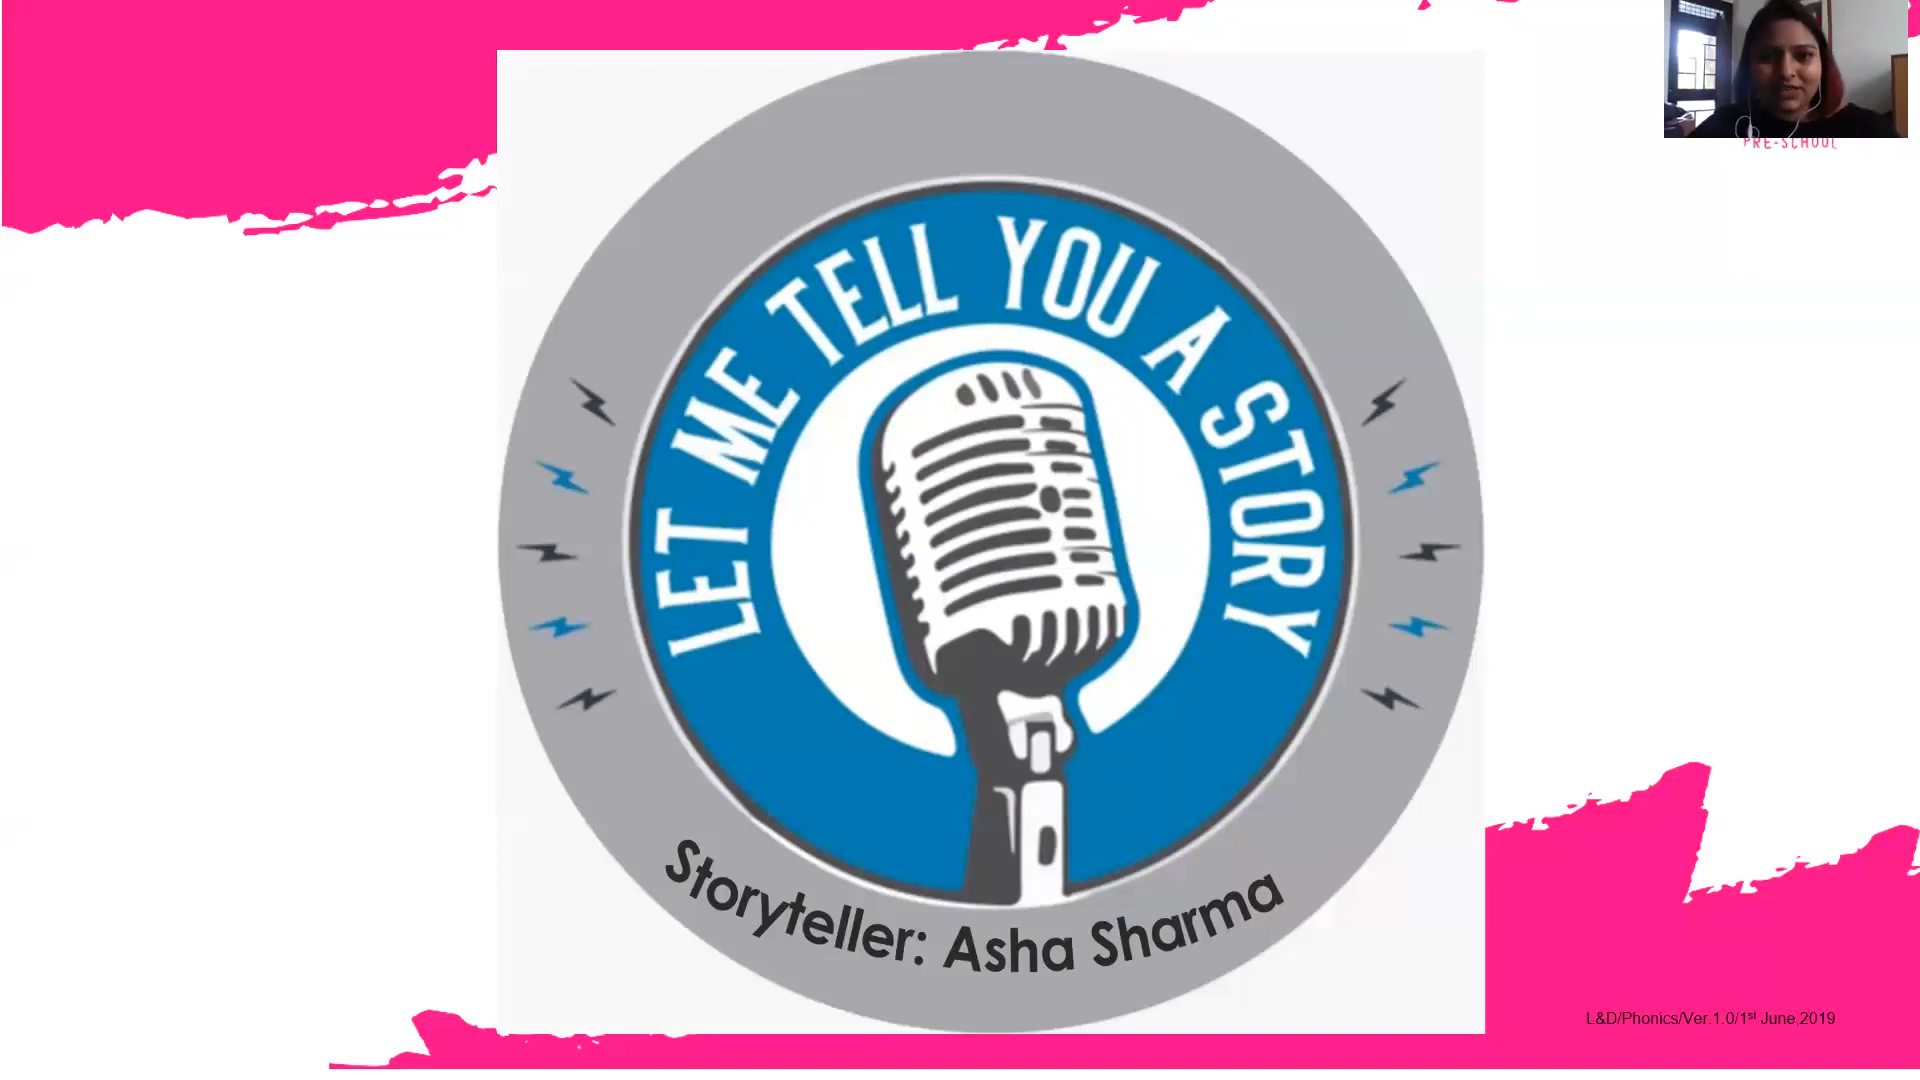 PRE-SCHOOL
LET ME TELL YOU A STORY
Storyteller: Asha Sharma
L&D/Phonics/Ver.1.0/1st June,2019